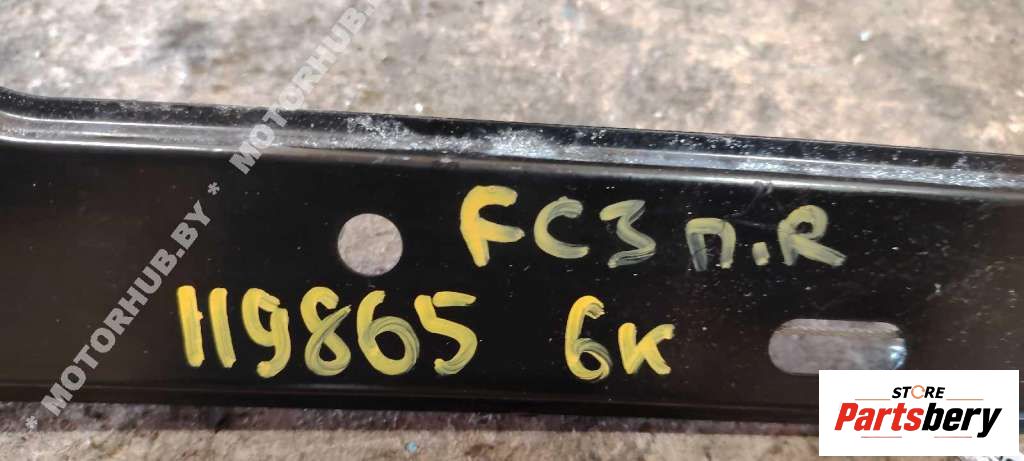 FC3 П.R
119865 6К
* MOTORHUB.BY * MOTORHUB.BY *
STORE
Partsbery